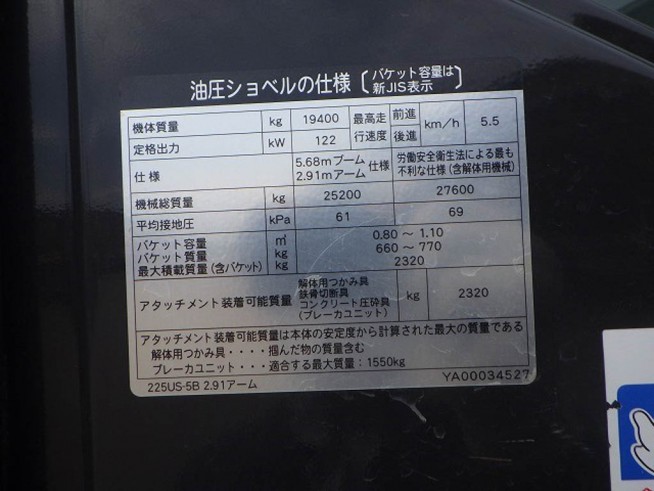 油圧ショベルの仕様〔バケット容量は新JIS表示〕
機体質量 kg 19400 最高走行速度 前進 後進 km/h 5.5
定格出力 kW 122
仕様 5.68mブーム 2.91mアーム 仕様 労働安全衛生法による最も不利な仕様(含解体用機械)
機械総質量 kg 25200 27600
平均接地圧 kPa 61 69
バケット容量 ㎥ 0.80 ～ 1.10
バケット質量 kg 660 ～ 770
最大積載質量(含バケット) kg 2320
アタッチメント装着可能質量 解体用つかみ具 鉄骨切断具 コンクリート圧砕具 (ブレーカユニット) kg 2320
アタッチメント装着可能質量は本体の安定度から計算された最大の質量である
解体用つかみ具・・・・掴んだ物の質量含む
ブレーカユニット・・・適合する最大質量：1550kg
225US-5B 2.91アーム YA00034527